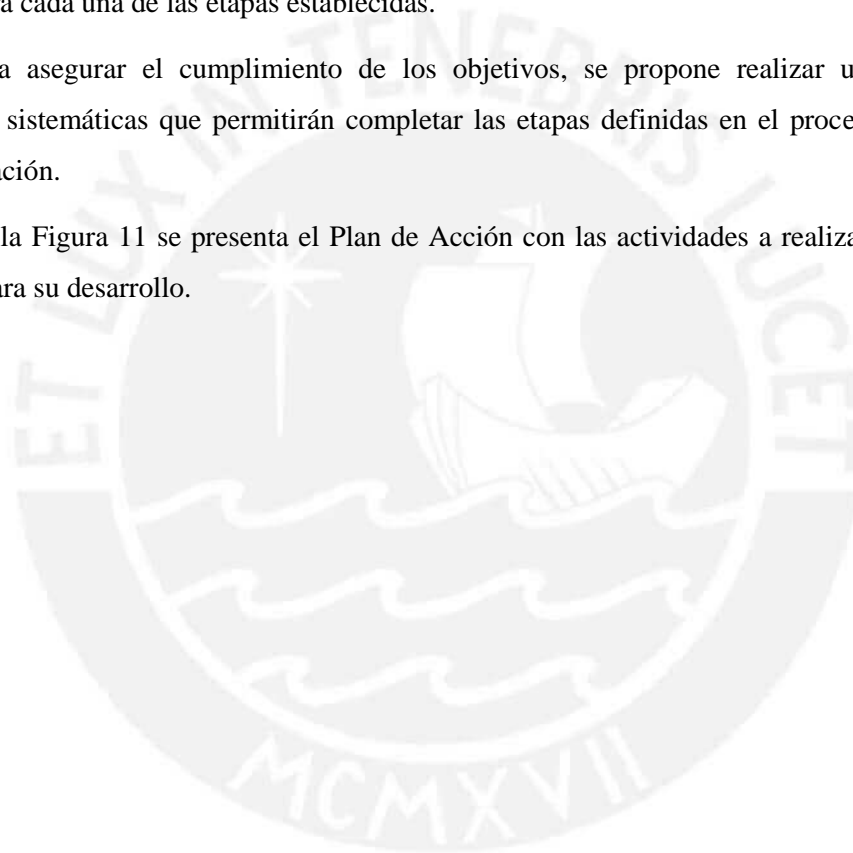 a cada una de las etapas establecidas.
a asegurar el cumplimiento de los objetivos, se propone realizar u
sistemáticas que permitirán completar las etapas definidas en el proce
ación.
la Figura 11 se presenta el Plan de Acción con las actividades a realiza
ara su desarrollo.
ET LUX IN TENEBRIS LUCET
MCMXVII